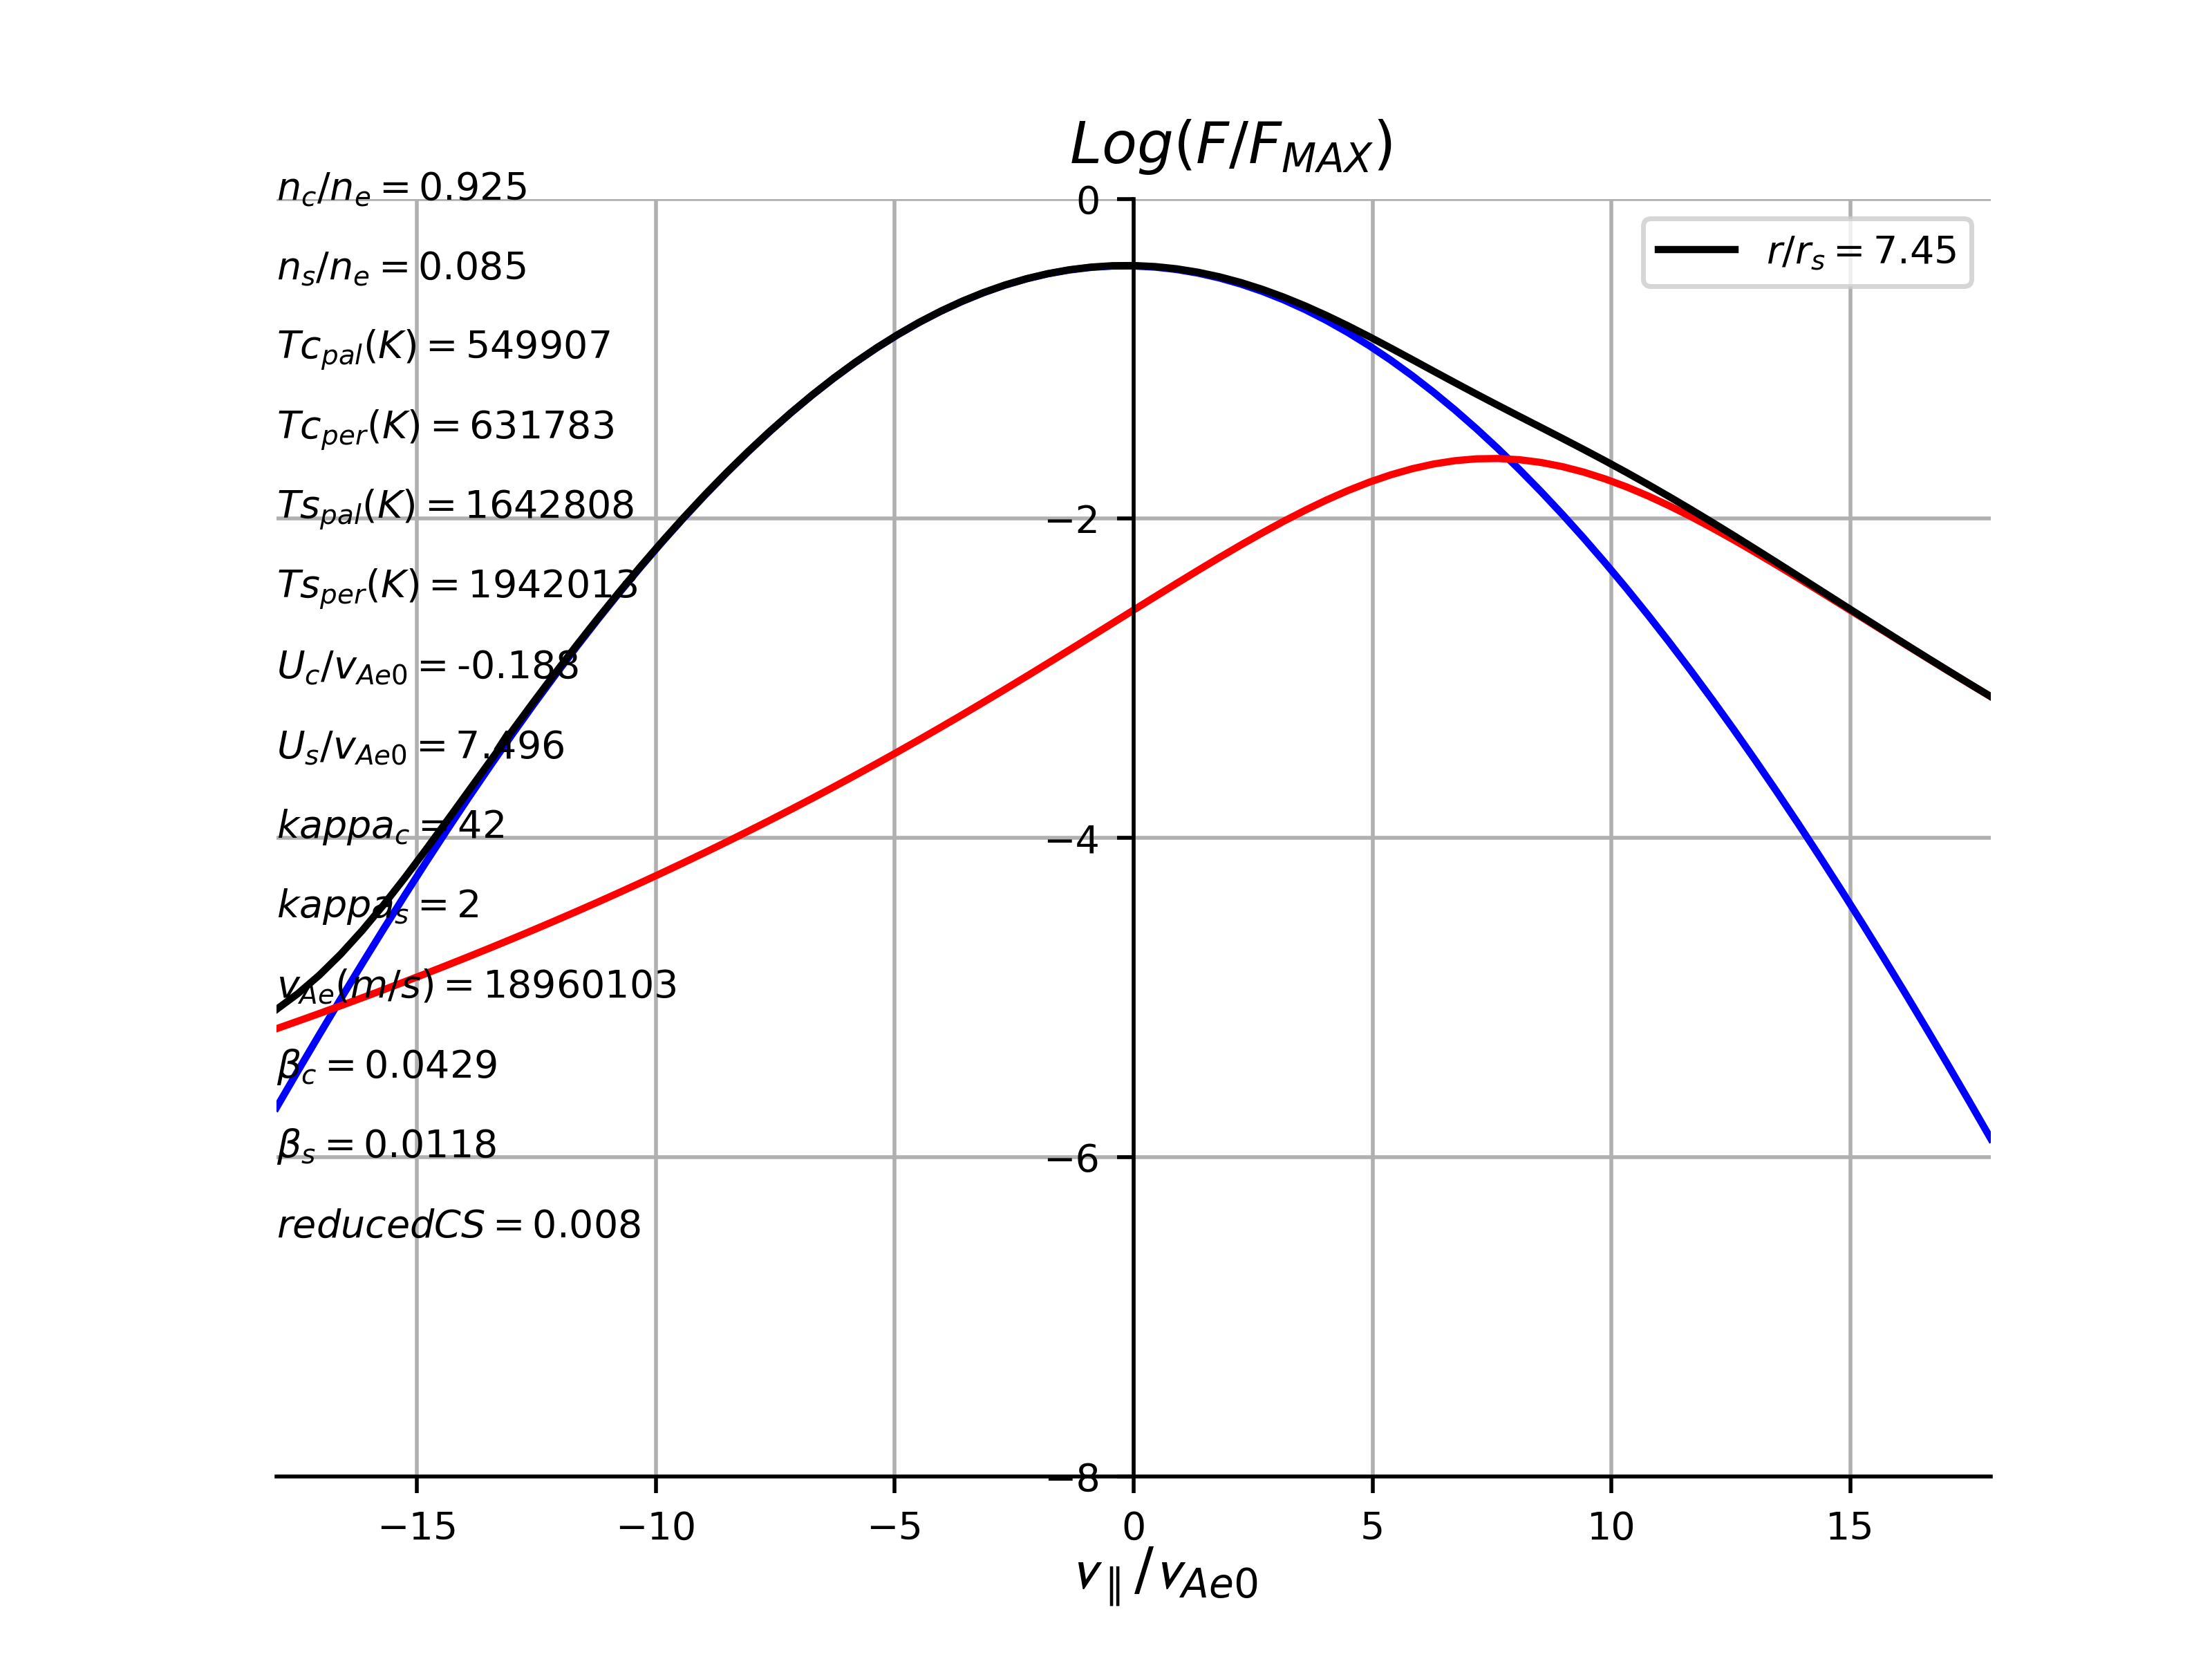 Log(F/F_MAX)
n_c/n_e = 0.925
n_s/n_e = 0.085
Tc_pal(K) = 549907
Tc_per(K) = 631783
Ts_pal(K) = 1642808
Ts_per(K) = 1942013
U_c/v_Ae0 = -0.188
U_s/v_Ae0 = 7.496
kappa_c = 42
kappa_s = 2
v_Ae(m/s) = 18960103
β_c = 0.0429
β_s = 0.0118
reducedCS = 0.008
r/r_s = 7.45
0
−2
−4
−6
−8
−15 −10 −5 0 5 10 15
v_∥/v_Ae0